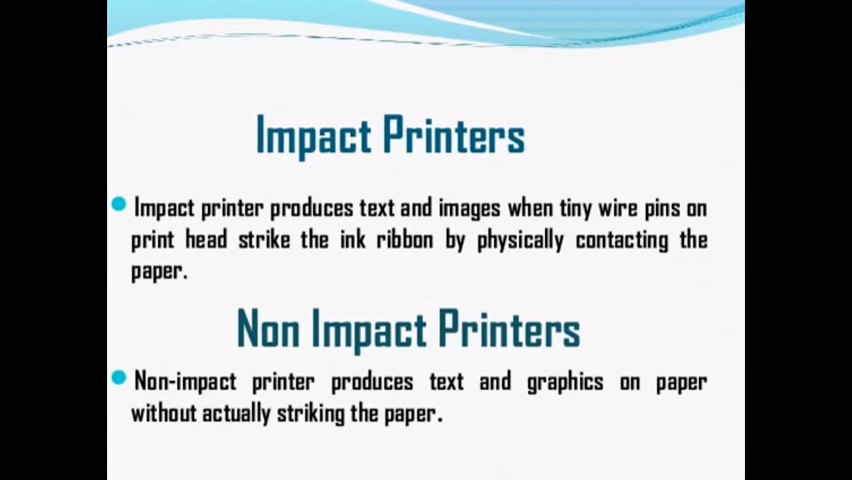 Impact Printers
Impact printer produces text and images when tiny wire pins on
print head strike the ink ribbon by physically contacting the
paper.
Non Impact Printers
Non-impact printer produces text and graphics on paper
without actually striking the paper.